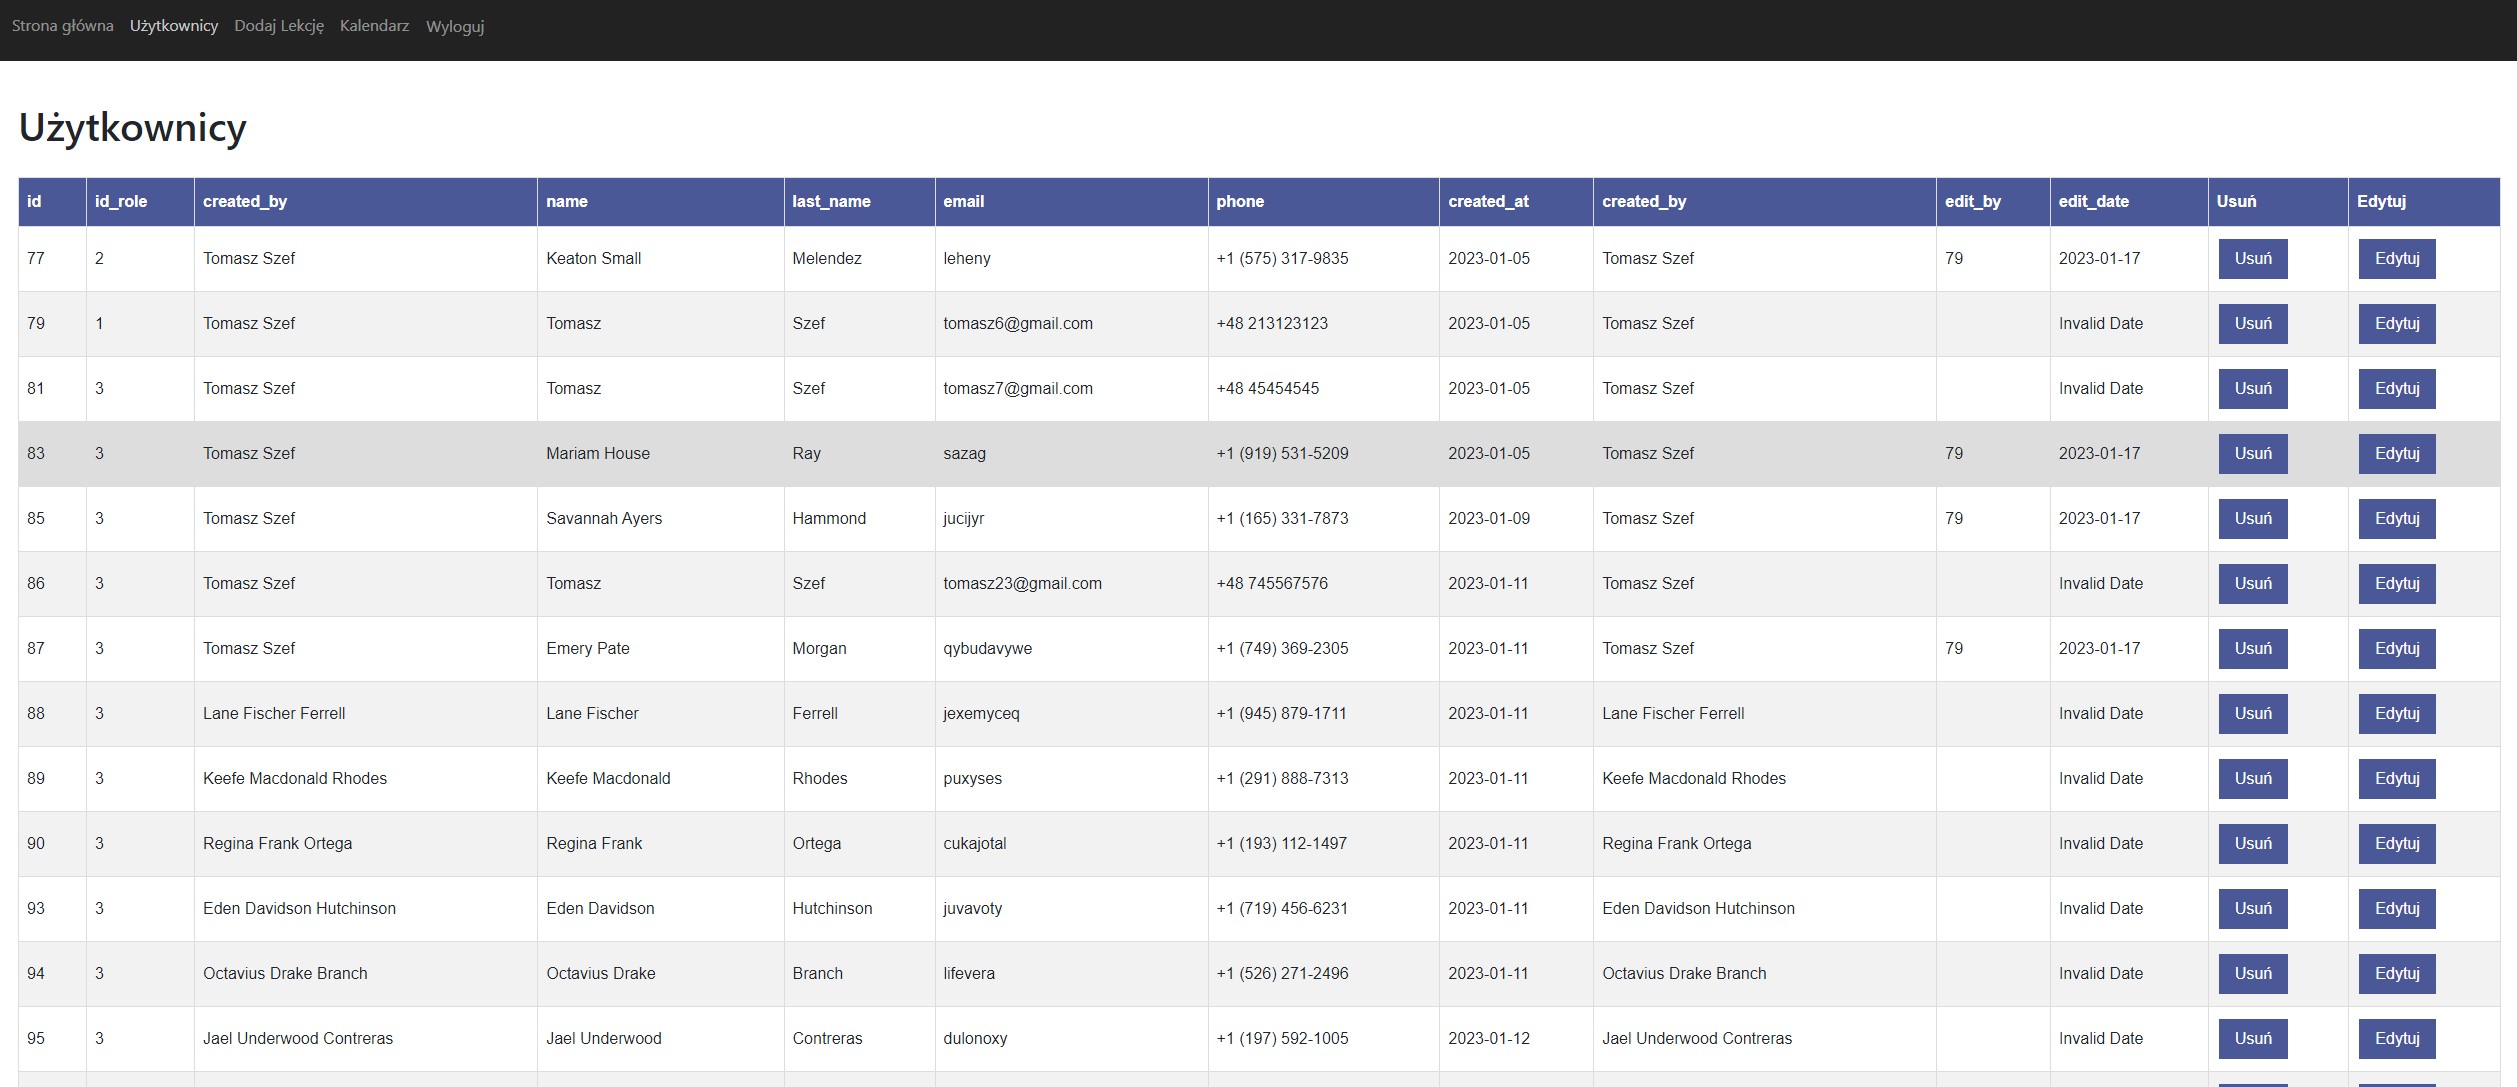 Strona główna Użytkownicy Dodaj Lekcję Kalendarz Wyloguj
Użytkownicy
id id_role created_by name last_name email phone created_at created_by edit_by edit_date Usuń Edytuj
77 2 Tomasz Szef Keaton Small Melendez leheny +1 (575) 317-9835 2023-01-05 Tomasz Szef 79 2023-01-17 Usuń Edytuj
79 1 Tomasz Szef Tomasz Szef tomasz6@gmail.com +48 213123123 2023-01-05 Tomasz Szef Invalid Date Usuń Edytuj
81 3 Tomasz Szef Tomasz Szef tomasz7@gmail.com +48 45454545 2023-01-05 Tomasz Szef Invalid Date Usuń Edytuj
83 3 Tomasz Szef Mariam House Ray sazag +1 (919) 531-5209 2023-01-05 Tomasz Szef 79 2023-01-17 Usuń Edytuj
85 3 Tomasz Szef Savannah Ayers Hammond jucijyr +1 (165) 331-7873 2023-01-09 Tomasz Szef 79 2023-01-17 Usuń Edytuj
86 3 Tomasz Szef Tomasz Szef tomasz23@gmail.com +48 745567576 2023-01-11 Tomasz Szef Invalid Date Usuń Edytuj
87 3 Tomasz Szef Emery Pate Morgan qybudavywe +1 (749) 369-2305 2023-01-11 Tomasz Szef 79 2023-01-17 Usuń Edytuj
88 3 Lane Fischer Ferrell Lane Fischer Ferrell jexemyceq +1 (945) 879-1711 2023-01-11 Lane Fischer Ferrell Invalid Date Usuń Edytuj
89 3 Keefe Macdonald Rhodes Keefe Macdonald Rhodes puxyses +1 (291) 888-7313 2023-01-11 Keefe Macdonald Rhodes Invalid Date Usuń Edytuj
90 3 Regina Frank Ortega Regina Frank Ortega cukajotal +1 (193) 112-1497 2023-01-11 Regina Frank Ortega Invalid Date Usuń Edytuj
93 3 Eden Davidson Hutchinson Eden Davidson Hutchinson juvavoty +1 (719) 456-6231 2023-01-11 Eden Davidson Hutchinson Invalid Date Usuń Edytuj
94 3 Octavius Drake Branch Octavius Drake Branch lifevera +1 (526) 271-2496 2023-01-11 Octavius Drake Branch Invalid Date Usuń Edytuj
95 3 Jael Underwood Contreras Jael Underwood Contreras dulonoxy +1 (197) 592-1005 2023-01-12 Jael Underwood Contreras Invalid Date Usuń Edytuj